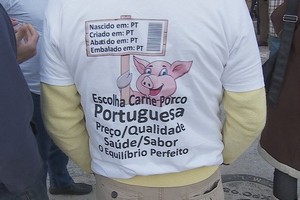 Nascido em: PT
Criado em: PT
Abatido em: PT
Embalado em: PT
Escolha Carne Porco
Portuguesa
Preço/Qualidade
Saúde/Sabor
O Equilíbrio Perfeito